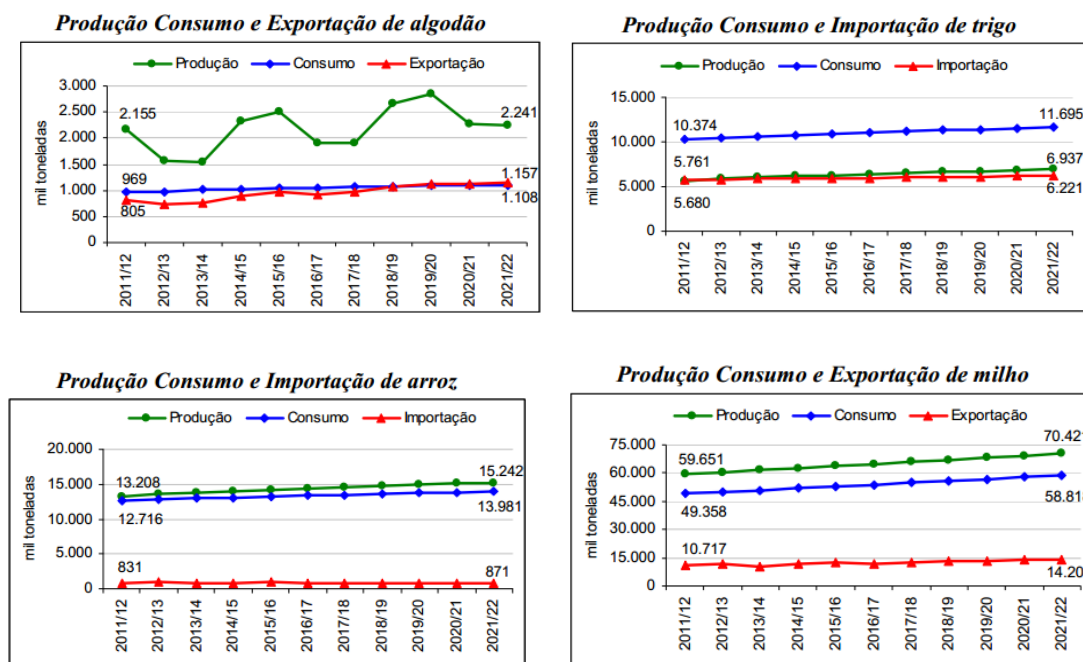 Produção Consumo e Exportação de algodão
Produção Consumo Exportação
mil toneladas
3.000
2.500
2.000
1.500
1.000
500
0
2.155
969
805
2.241
1.157
1.108
2011/12 2012/13 2013/14 2014/15 2015/16 2016/17 2017/18 2018/19 2019/20 2020/21 2021/22
Produção Consumo e Importação de trigo
Produção Consumo Importação
mil toneladas
15.000
10.000
5.000
0
10.374
5.761
5.680
11.695
6.937
6.221
2011/12 2012/13 2013/14 2014/15 2015/16 2016/17 2017/18 2018/19 2019/20 2020/21 2021/22
Produção Consumo e Importação de arroz
Produção Consumo Importação
mil toneladas
20.000
15.000
10.000
5.000
0
13.208
12.716
831
15.242
13.981
871
2011/12 2012/13 2013/14 2014/15 2015/16 2016/17 2017/18 2018/19 2019/20 2020/21 2021/22
Produção Consumo e Exportação de milho
Produção Consumo Exportação
mil toneladas
75.000
60.000
45.000
30.000
15.000
0
59.651
49.358
10.717
70.421
2011/12 2012/13 2013/14 2014/15 2015/16 2016/17 2017/18 2018/19 2019/20 2020/21 2021/22